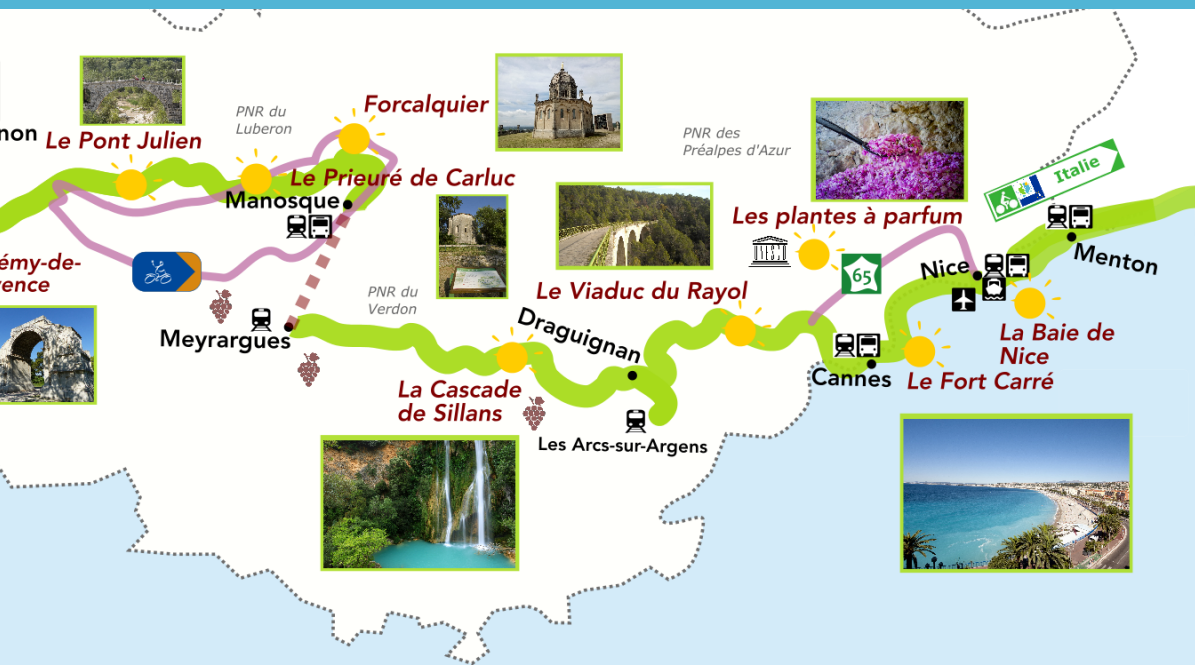 PNR du
Luberon
Forcalquier
non
Le Pont Julien
PNR des
Préalpes d'Azur
Italie
Le Prieuré de Carluc
Manosque
Les plantes à parfum
émy-de-
vence
65
Nice
Menton
PNR du
Verdon
Le Viaduc du Rayol
Draguignan
Meyrargues
La Baie de
Nice
Cannes
Le Fort Carré
La Cascade
de Sillans
Les Arcs-sur-Argens